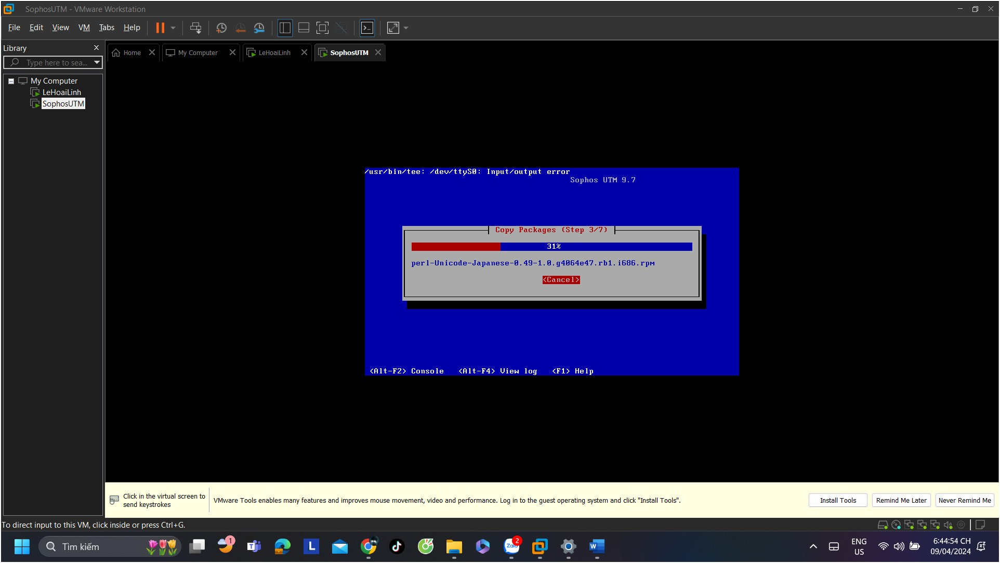 SophosUTM - VMware Workstation
File Edit View VM Tabs Help
Library
Type here to sea...
My Computer
LeHoaiLinh
SophosUTM
Home
My Computer
LeHoaiLinh
SophosUTM
/usr/bin/tee: /dev/ttyS0: Input/output error
Sophos UTM 9.7
Copy Packages (Step 3/7)
31%
perl-Unicode-Japanese-0.49-1.0.g4064e47.rb1.i686.rpm
<Cancel>
<Alt-F2> Console <Alt-F4> View log <F1> Help
Click in the virtual screen to
send keystrokes
VMware Tools enables many features and improves mouse movement, video and performance. Log in to the guest operating system and click "Install Tools".
Install Tools
Remind Me Later
Never Remind Me
To direct input to this VM, click inside or press Ctrl+G.
Tìm kiếm
1
L
Zalo
2
ENG
US
6:44:54 CH
09/04/2024